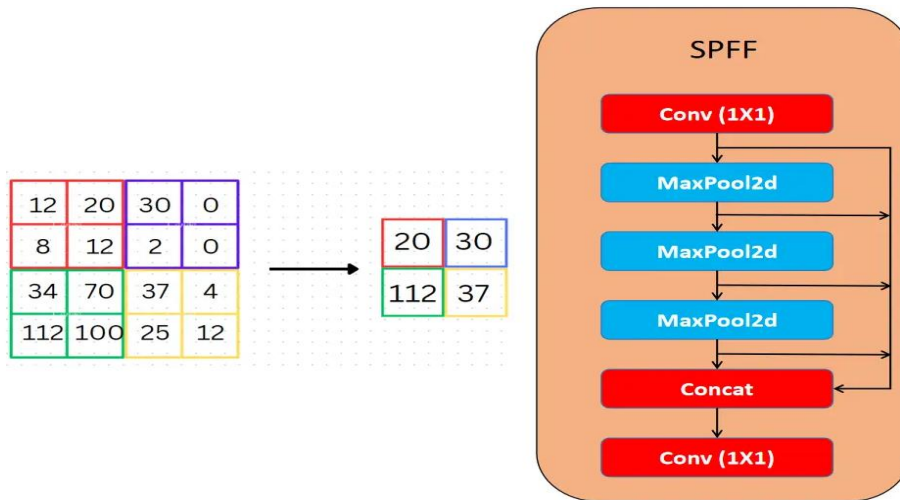 12 20 30 0
8 12 2 0
34 70 37 4
112 100 25 12
20 30
112 37
SPFF
Conv (1X1)
MaxPool2d
MaxPool2d
MaxPool2d
Concat
Conv (1X1)